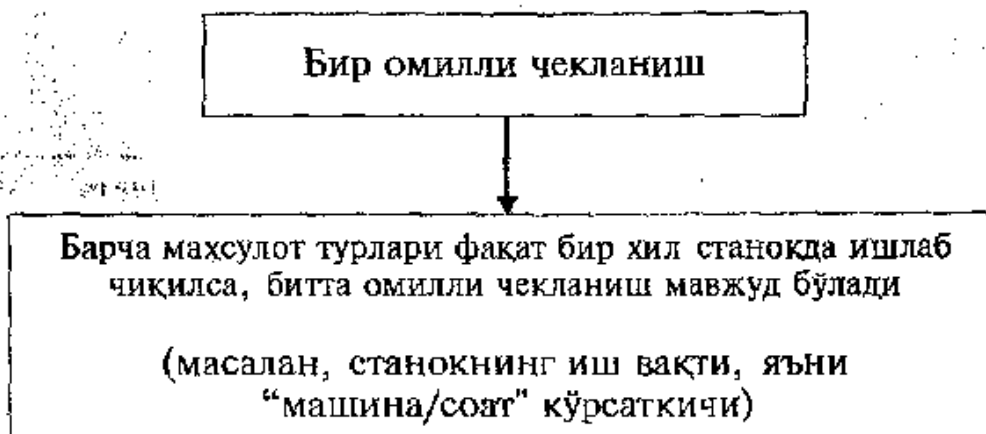 Бир омилли чекланиш
Барча маҳсулот турлари фақат бир хил станокда ишлаб
чиқилса, битта омилли чекланиш мавжуд бўлади
(масалан, станокнинг иш вақти, яъни
“машина/соат” кўрсаткичи)